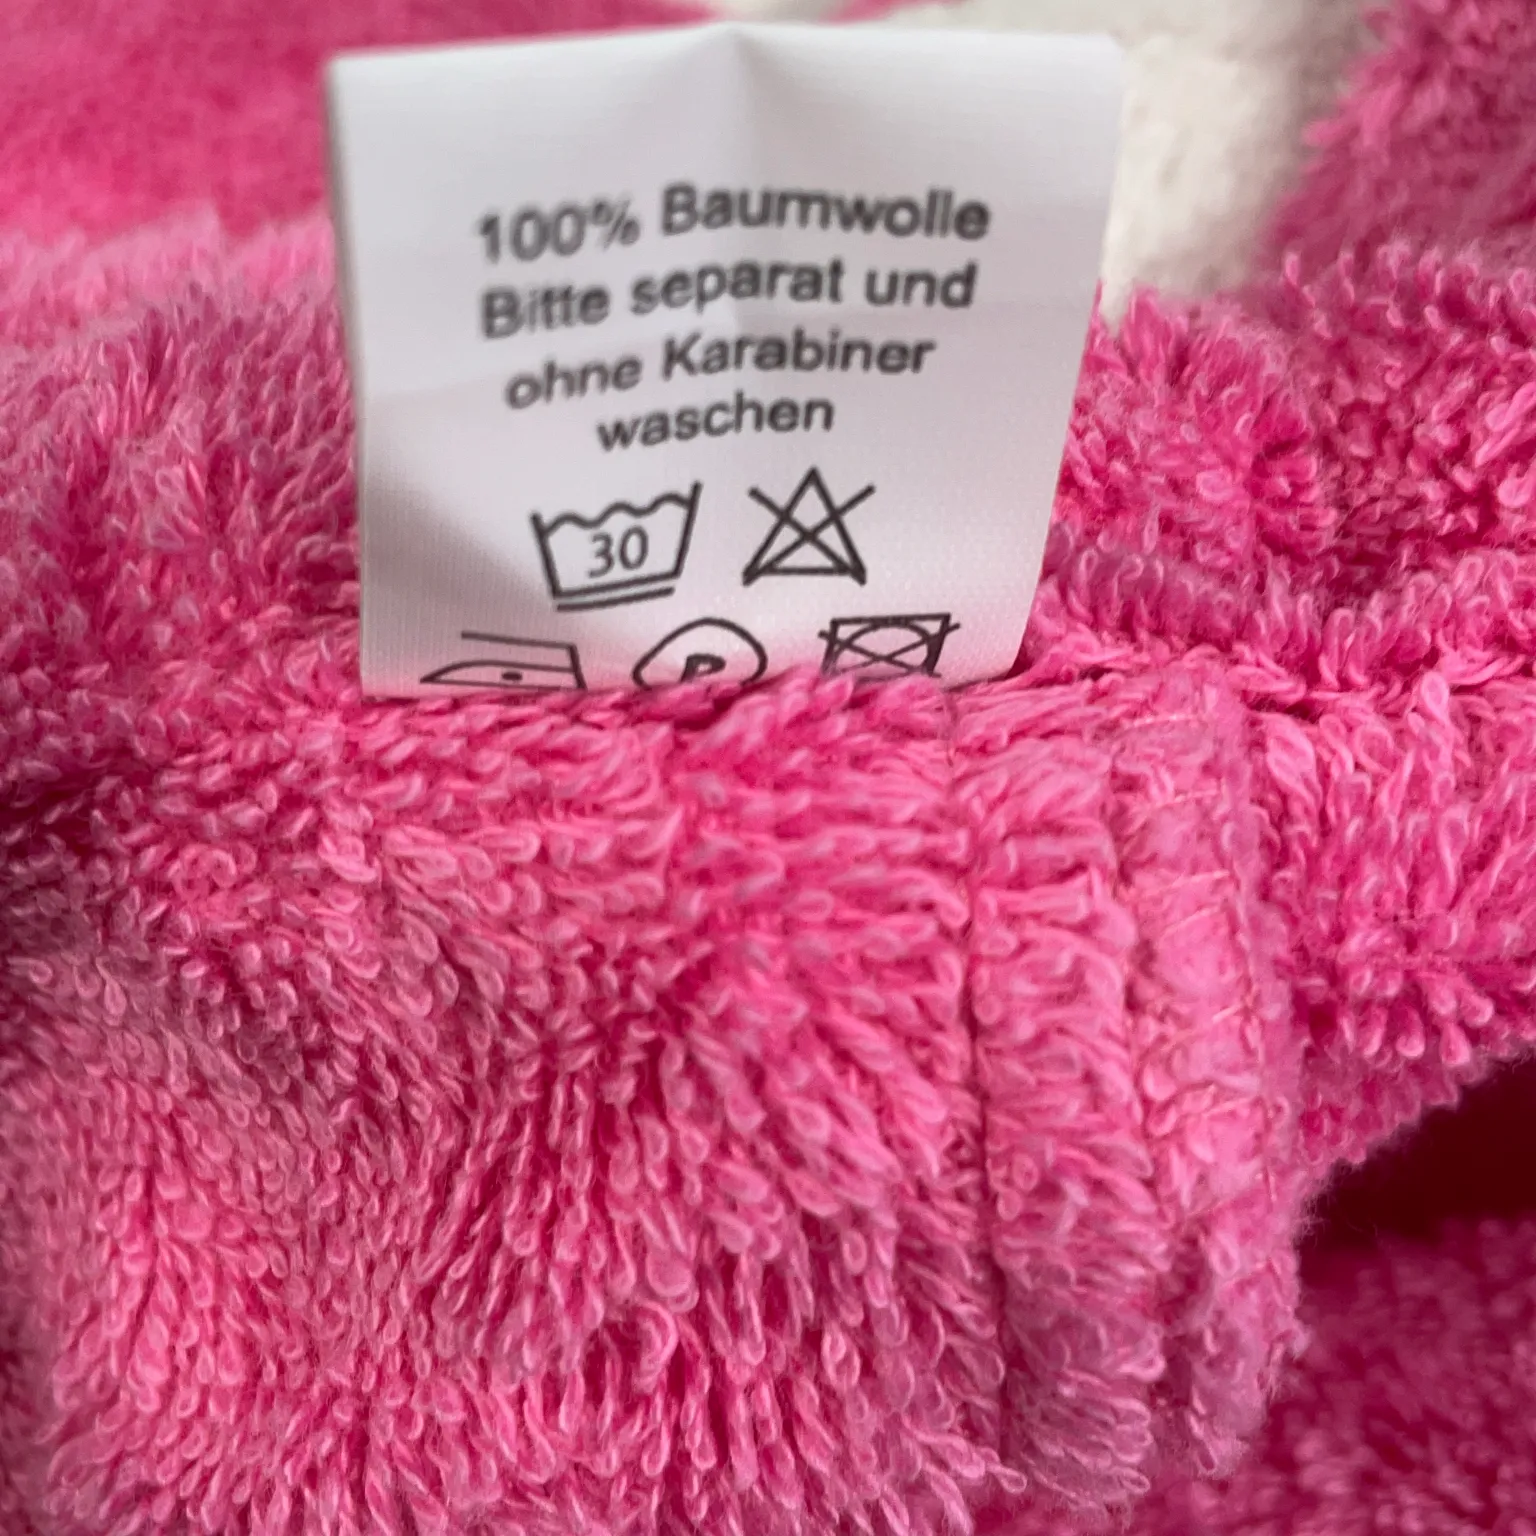 100% Baumwolle
Bitte separat und
ohne Karabiner
waschen
30
P